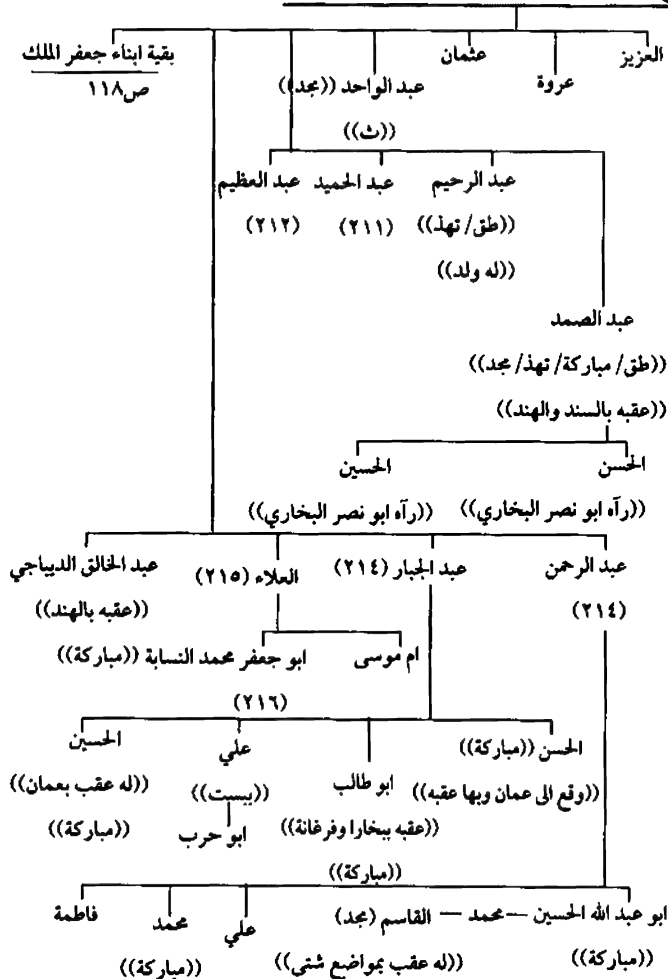 العزيز عروة عثمان عبد الواحد ((مجد)) بقية ابناء جعفر الملك
((ث)) ص١١٨
عبد الرحيم عبد الحميد عبد العظيم
((طق/ تهذ)) (٢١١) (٢١٢)
((له ولد))
عبد الصمد
((طق/ مباركة/ تهذ/ مجد))
((عقبه بالسند والهند))
الحسن الحسين
((رآه ابو نصر البخاري)) ((رآه ابو نصر البخاري))
عبد الرحمن عبد الجبار (٢١٤) العلاء (٢١٥) عبد الخالق الديباجي
(٢١٤) ((عقبه بالهند))
ام موسى ابو جعفر محمد النسابة ((مباركة))
(٢١٦)
الحسن ((مباركة)) ابو طالب علي الحسين
((وقع الى عمان وبها عقبه)) ((عقبه ببخارا وفرغانة)) ((ببست)) ((له عقب بعمان))
((مباركة)) ابو حرب ((مباركة))
ابو عبد الله الحسين — محمد — القاسم (مجد) علي محمد فاطمة
((مباركة)) ((له عقب بمواضع شتى)) ((مباركة))